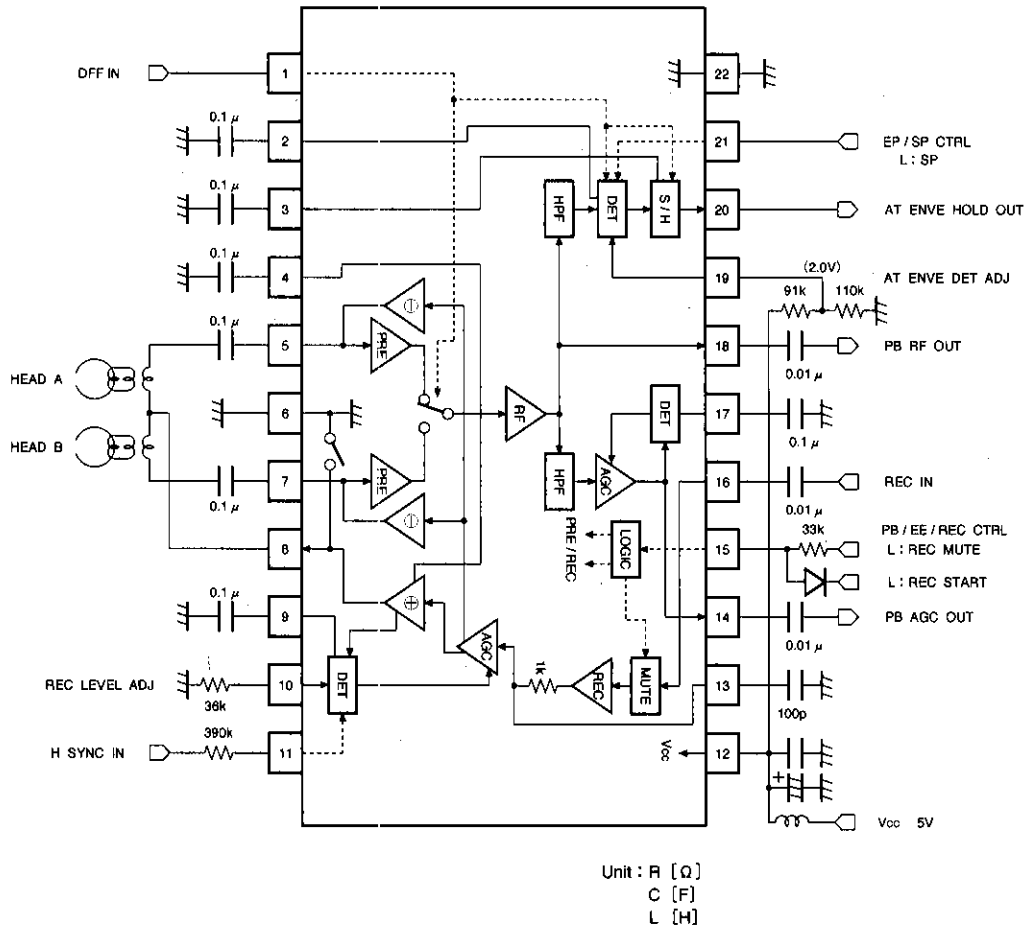 DFF IN
1
0.1 μ
2
0.1 μ
3
0.1 μ
4
0.1 μ
5
HEAD A
6
HEAD B
7
0.1 μ
8
0.1 μ
9
REC LEVEL ADJ
36k
10
H SYNC IN
390k
11
22
21
EP / SP CTRL
L : SP
20
AT ENVE HOLD OUT
19
AT ENVE DET ADJ
(2.0V)
91k
110k
18
PB RF OUT
0.01 μ
17
0.1 μ
16
REC IN
0.01 μ
15
33k
PB / EE / REC CTRL
L : REC MUTE
L : REC START
14
PB AGC OUT
0.01 μ
13
100p
12
+
Vcc 5V
HPF
DET
S / H
PRE
⊖
RF
DET
HPF
AGC
PRE
⊖
LOGIC
PRE / REC
⊕
AGC
DET
1k
REC
MUTE
Vcc
Unit : R [Ω]
C [F]
L [H]